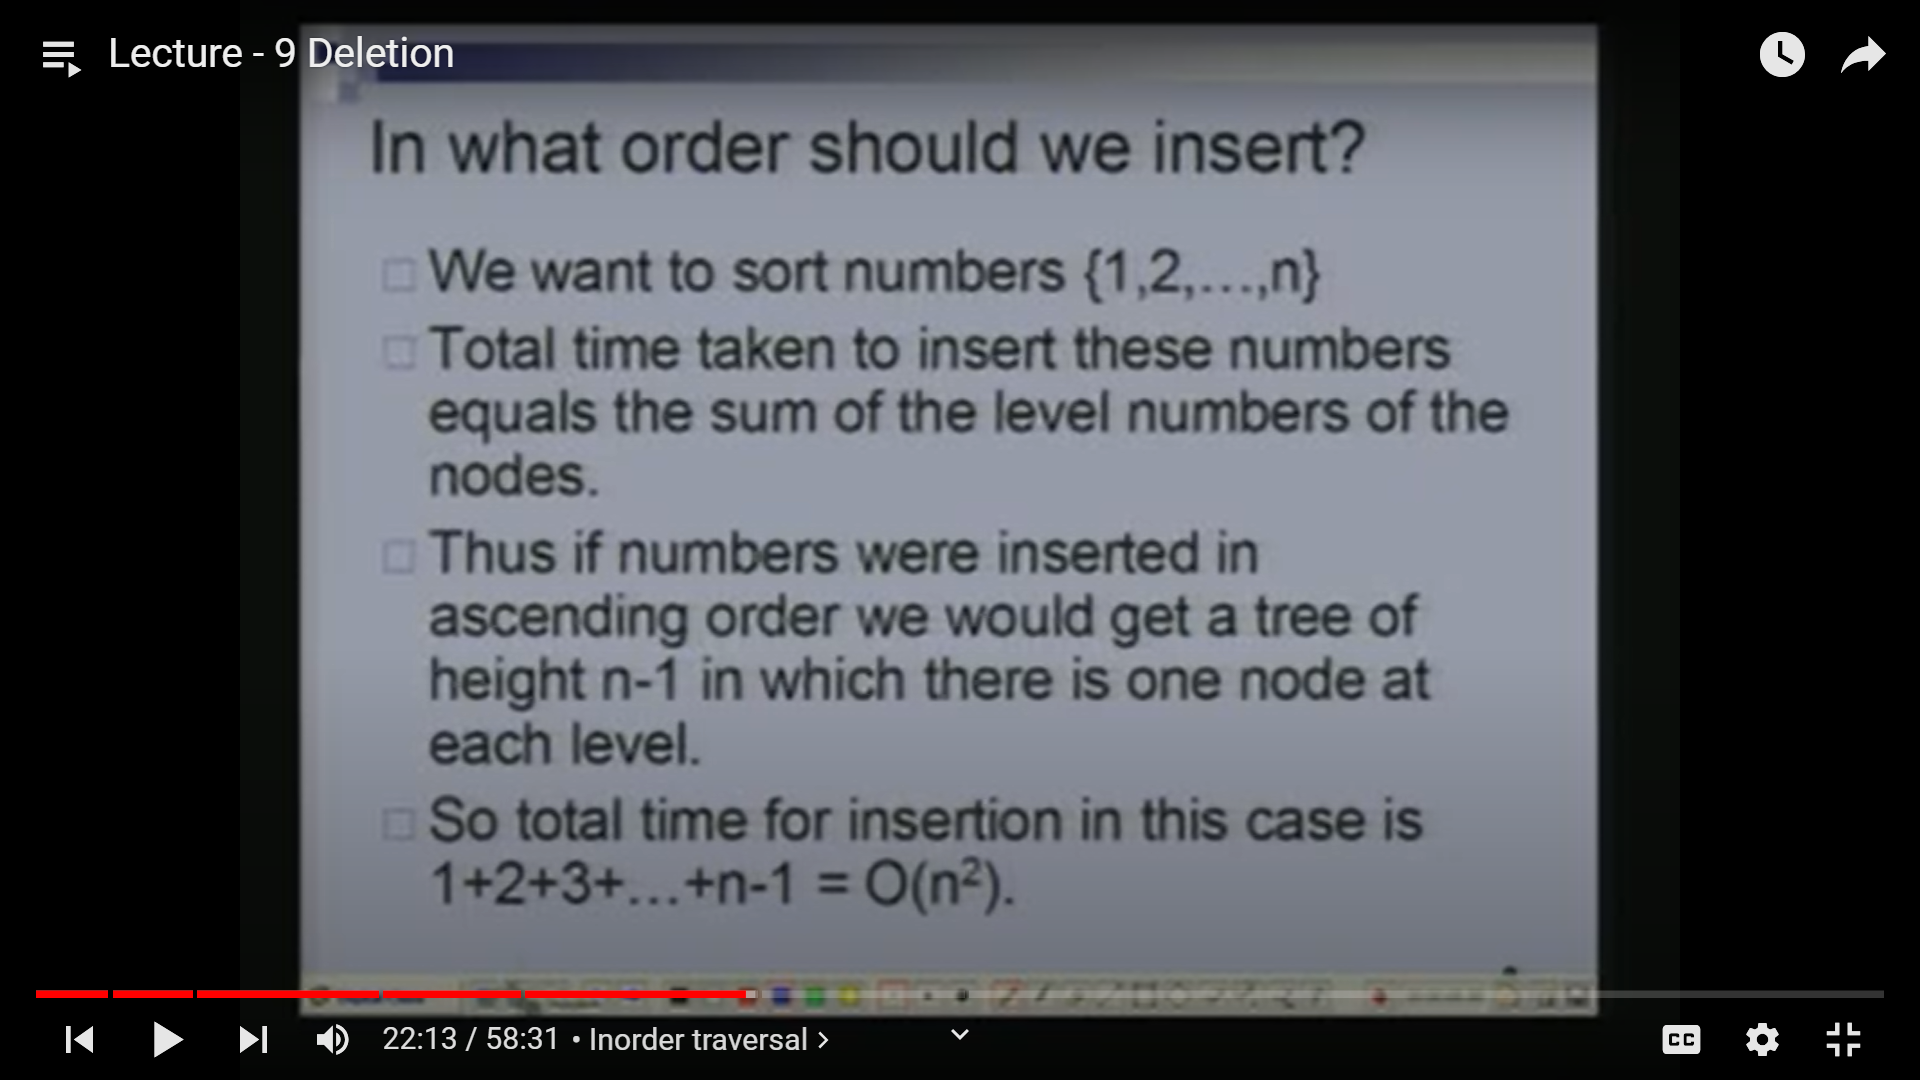 Lecture - 9 Deletion
In what order should we insert?
We want to sort numbers {1,2,...,n}
Total time taken to insert these numbers
equals the sum of the level numbers of the
nodes.
Thus if numbers were inserted in
ascending order we would get a tree of
height n-1 in which there is one node at
each level.
So total time for insertion in this case is
1+2+3+...+n-1 = O(n²).
22:13 / 58:31 • Inorder traversal ›
CC